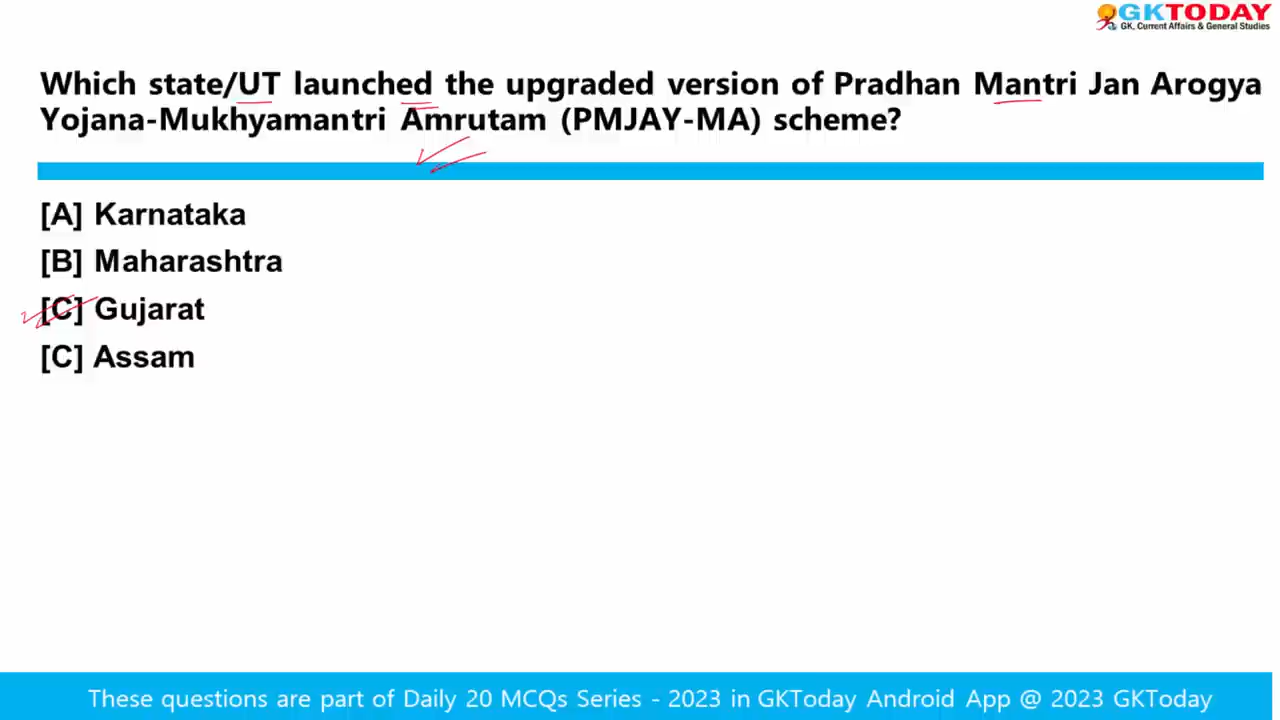 GKTODAY
GK, Current Affairs & General Studies
Which state/UT launched the upgraded version of Pradhan Mantri Jan Arogya
Yojana-Mukhyamantri Amrutam (PMJAY-MA) scheme?
[A] Karnataka
[B] Maharashtra
[C] Gujarat
[C] Assam
These questions are part of Daily 20 MCQs Series - 2023 in GKToday Android App @ 2023 GKToday